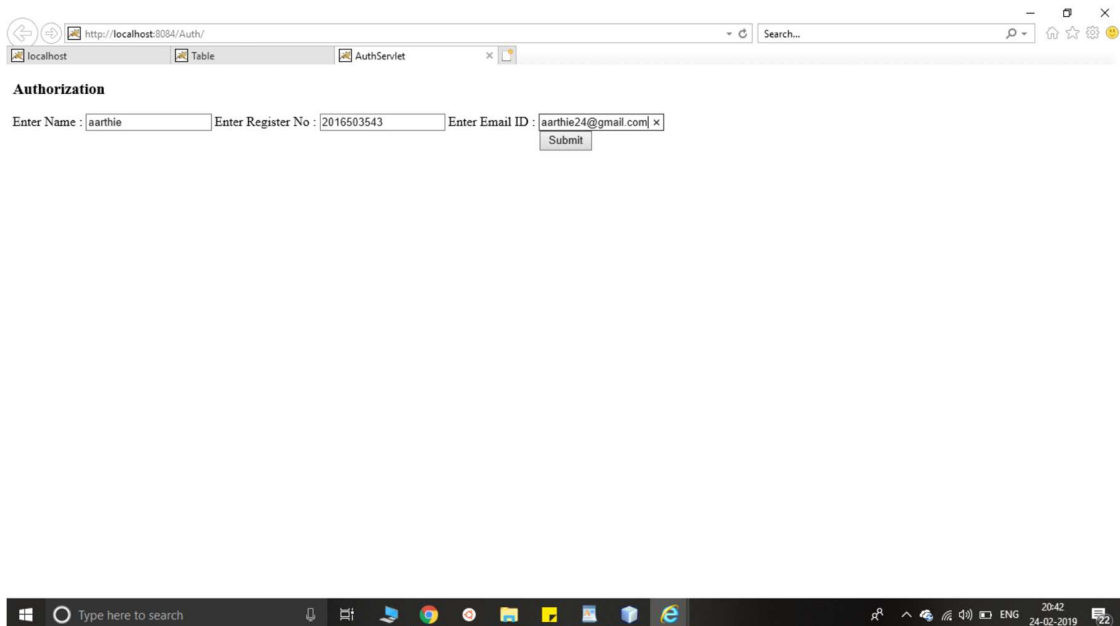 http://localhost:8084/Auth/
Search...
localhost
Table
AuthServlet
Authorization
Enter Name : aarthie Enter Register No : 2016503543 Enter Email ID : aarthie24@gmail.com
Submit
Type here to search
ENG
20:42
24-02-2019
22